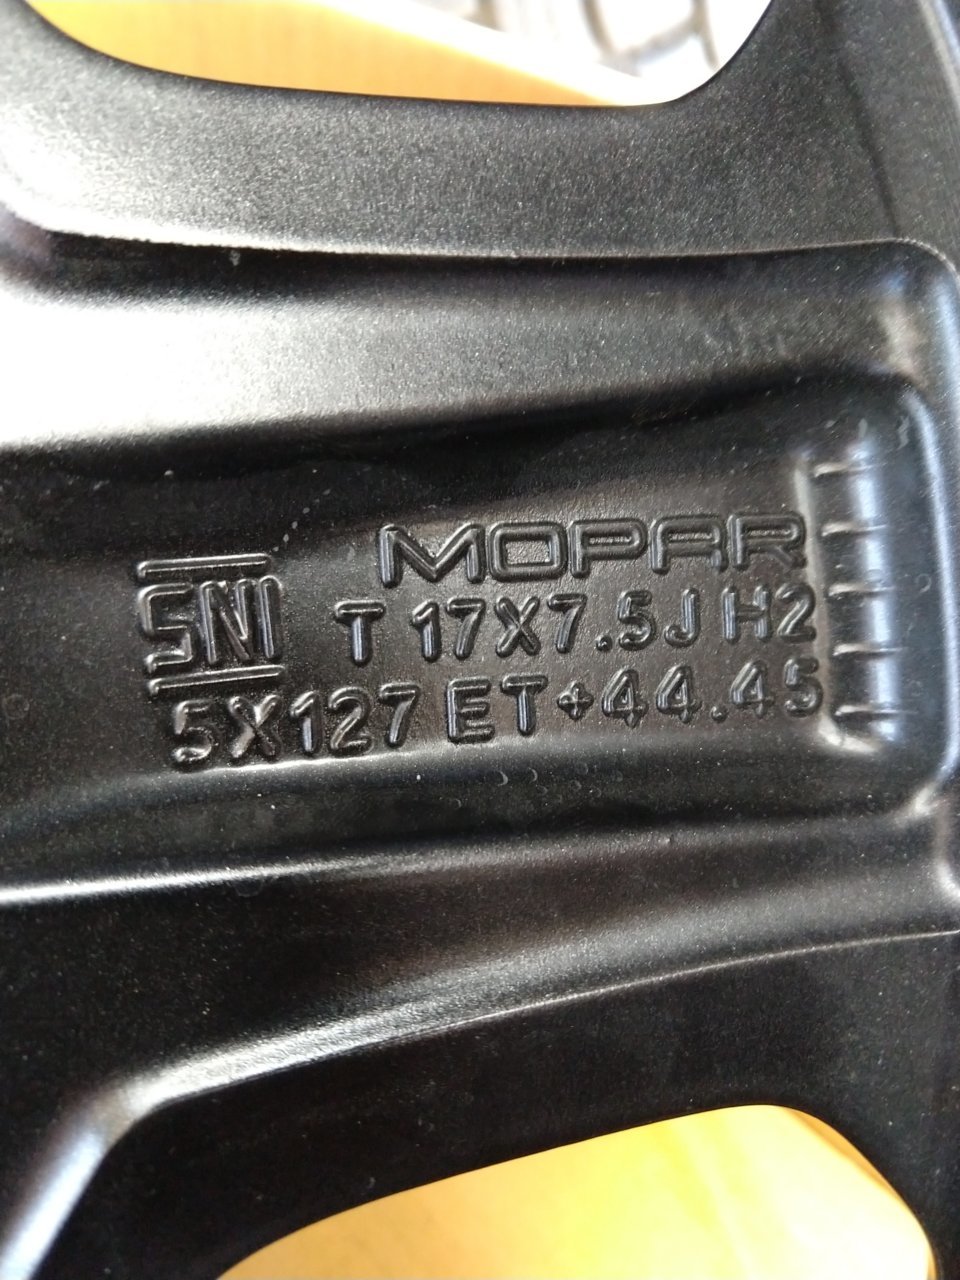 MOPAR
SNI
T 17X7.5J H2
5X127 ET+44.45